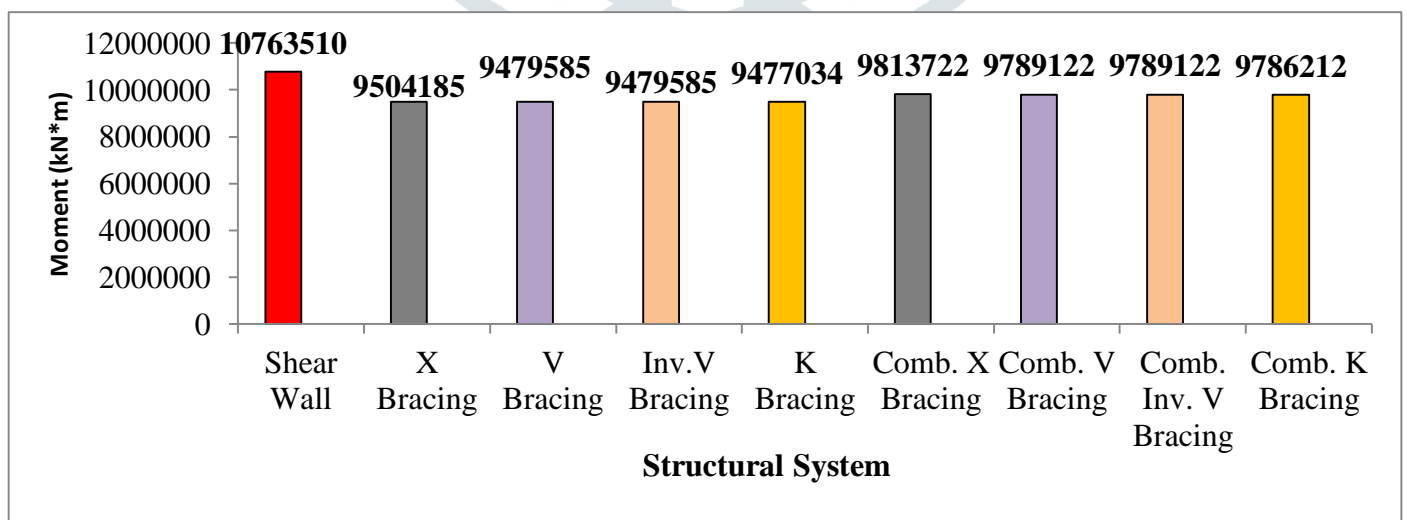 Moment (kN*m)
12000000
10000000
8000000
6000000
4000000
2000000
0
10763510
9504185
9479585
9479585
9477034
9813722
9789122
9789122
9786212
Shear
Wall
X
Bracing
V
Bracing
Inv.V
Bracing
K
Bracing
Comb. X
Bracing
Comb. V
Bracing
Comb.
Inv. V
Bracing
Comb. K
Bracing
Structural System